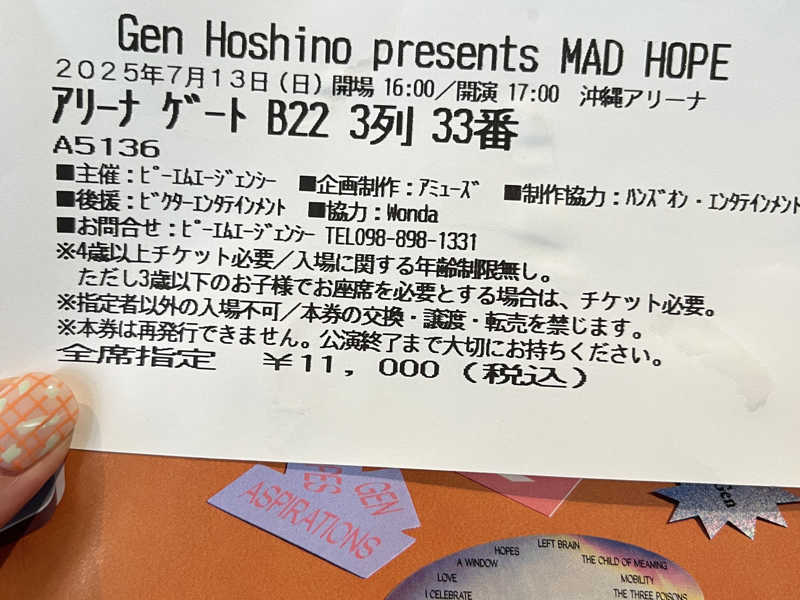 Gen Hoshino presents MAD HOPE
2025年7月13日(日)開場 16:00/開演 17:00 沖縄アリーナ
ｱﾘｰﾅ ｹﾞｰﾄ B22 3列 33番
A5136
■主催:ﾋﾟｰｴﾑｴｰｼﾞｪﾝｼｰ ■企画制作:ｱﾐｭｰｽﾞ ■制作協力:ﾊﾝｽﾞｵﾝ・ｴﾝﾀﾃｲﾝﾒﾝﾄ
■後援:ﾋﾞｸﾀｰｴﾝﾀﾃｲﾝﾒﾝﾄ ■協力:Wonda
■お問合せ:ﾋﾟｰｴﾑｴｰｼﾞｪﾝｼｰ TEL098-898-1331
※4歳以上チケット必要/入場に関する年齢制限無し。
ただし3歳以下のお子様でお座席を必要とする場合は、チケット必要。
※指定者以外の入場不可/本券の交換・譲渡・転売を禁じます。
※本券は再発行できません。公演終了まで大切にお持ちください。
全席指定 ￥11,000(税込)
GEN
ASPIRATIONS
Gen
HOPES
LEFT BRAIN
A WINDOW
THE CHILD OF MEANING
LOVE
MOBILITY
I CELEBRATE
THE THREE POISONS